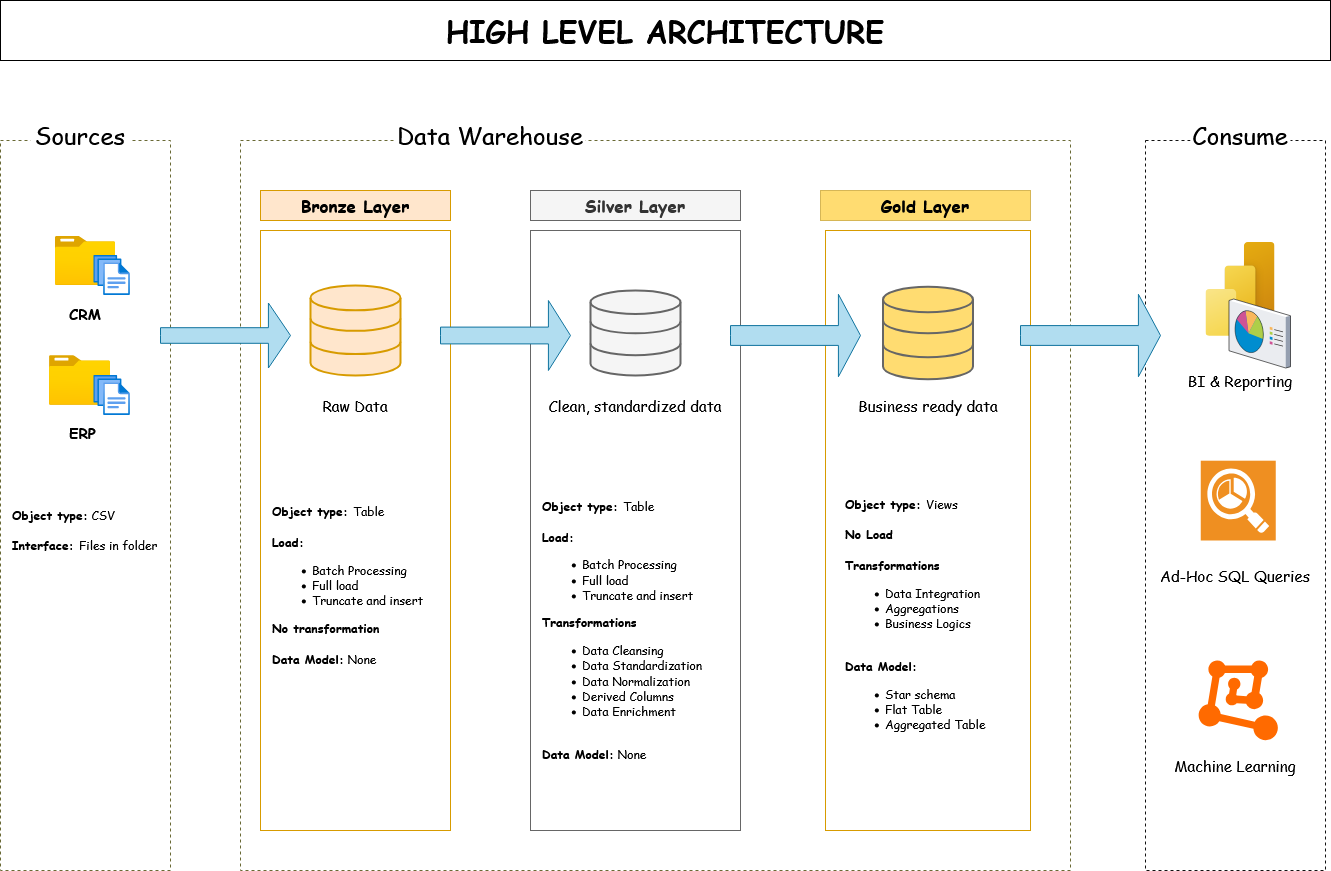 HIGH LEVEL ARCHITECTURE
Sources
CRM
ERP
Object type: CSV
Interface: Files in folder
Data Warehouse
Bronze Layer
Raw Data
Object type: Table
Load:
• Batch Processing
• Full load
• Truncate and insert
No transformation
Data Model: None
Silver Layer
Clean, standardized data
Object type: Table
Load:
• Batch Processing
• Full load
• Truncate and insert
Transformations
• Data Cleansing
• Data Standardization
• Data Normalization
• Derived Columns
• Data Enrichment
Data Model: None
Gold Layer
Business ready data
Object type: Views
No Load
Transformations
• Data Integration
• Aggregations
• Business Logics
Data Model:
• Star schema
• Flat Table
• Aggregated Table
Consume
BI & Reporting
Ad-Hoc SQL Queries
Machine Learning